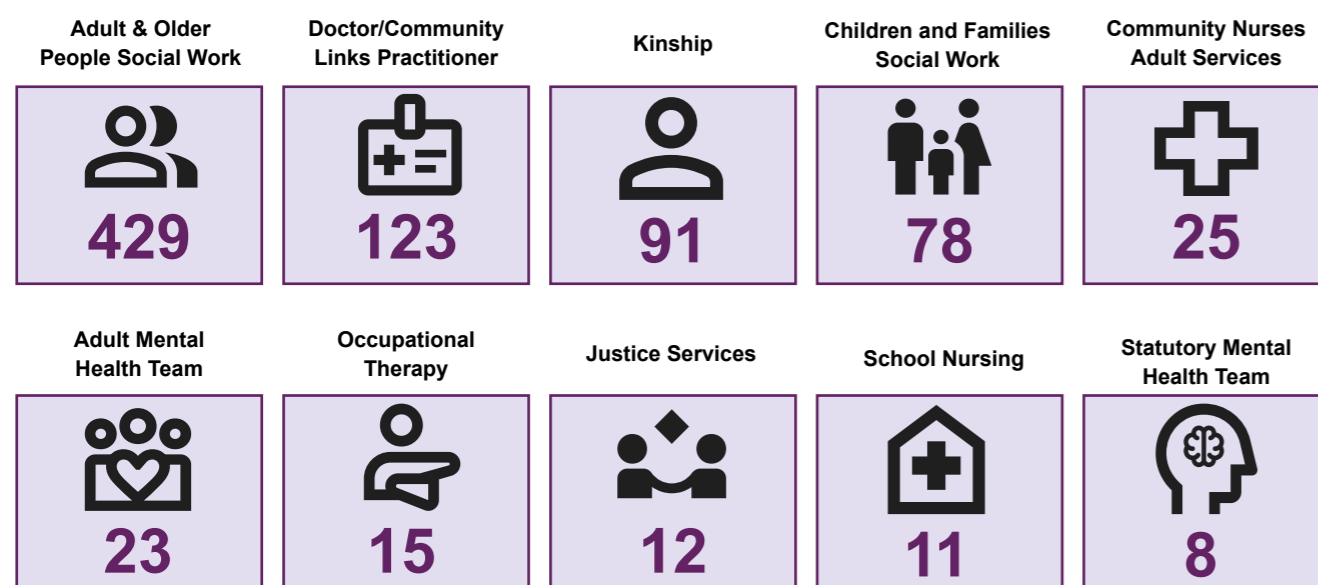 Adult & Older
People Social Work
Doctor/Community
Links Practitioner
Kinship
Children and Families
Social Work
Community Nurses
Adult Services
429
123
91
78
25
Adult Mental
Health Team
Occupational
Therapy
Justice Services
School Nursing
Statutory Mental
Health Team
23
15
12
11
8